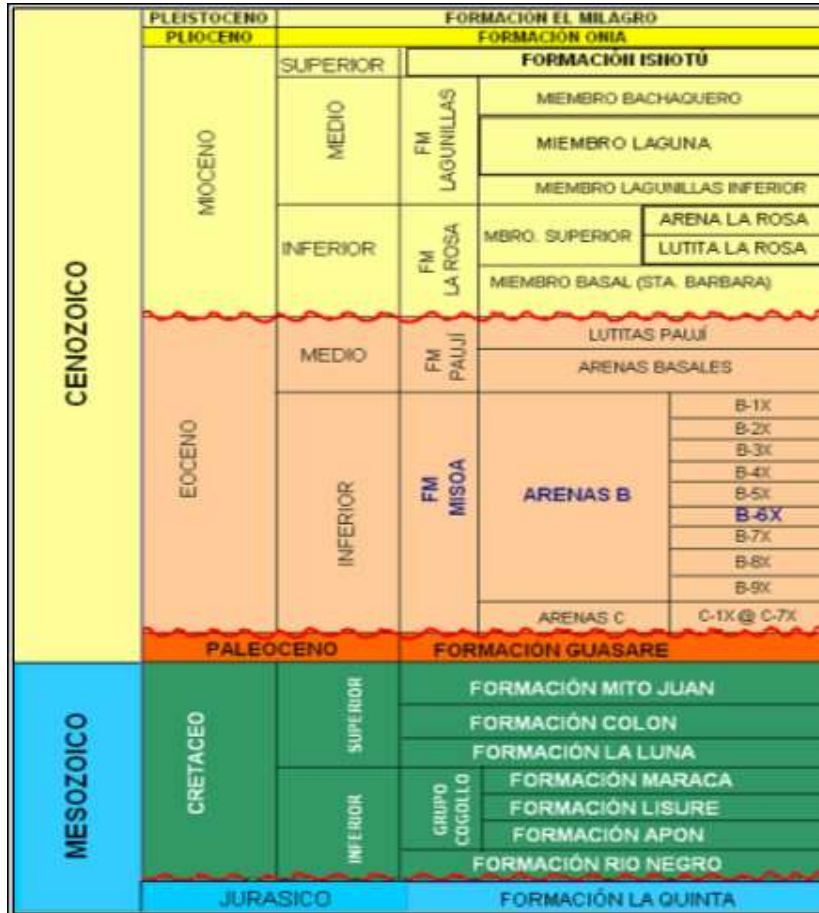 PLEISTOCENO FORMACIÓN EL MILAGRO
PLIOCENO FORMACIÓN ONIA
CENOZOICO
MIOCENO
SUPERIOR FORMACIÓN ISNOTÚ
MEDIO
FM LAGUNILLAS
MIEMBRO BACHAQUERO
MIEMBRO LAGUNA
MIEMBRO LAGUNILLAS INFERIOR
INFERIOR
FM LA ROSA
MBRO. SUPERIOR
ARENA LA ROSA
LUTITA LA ROSA
MIEMBRO BASAL (STA. BARBARA)
EOCENO
MEDIO
FM PAUJÍ
LUTITAS PAUJÍ
ARENAS BASALES
INFERIOR
FM MISOA
ARENAS B
B-1X
B-2X
B-3X
B-4X
B-5X
B-6X
B-7X
B-8X
B-9X
ARENAS C C-1X @ C-7X
PALEOCENO FORMACIÓN GUASARE
MESOZOICO
CRETACEO
SUPERIOR
FORMACIÓN MITO JUAN
FORMACIÓN COLON
FORMACIÓN LA LUNA
INFERIOR
GRUPO COGOLLO
FORMACIÓN MARACA
FORMACIÓN LISURE
FORMACIÓN APON
FORMACIÓN RIO NEGRO
JURASICO FORMACIÓN LA QUINTA